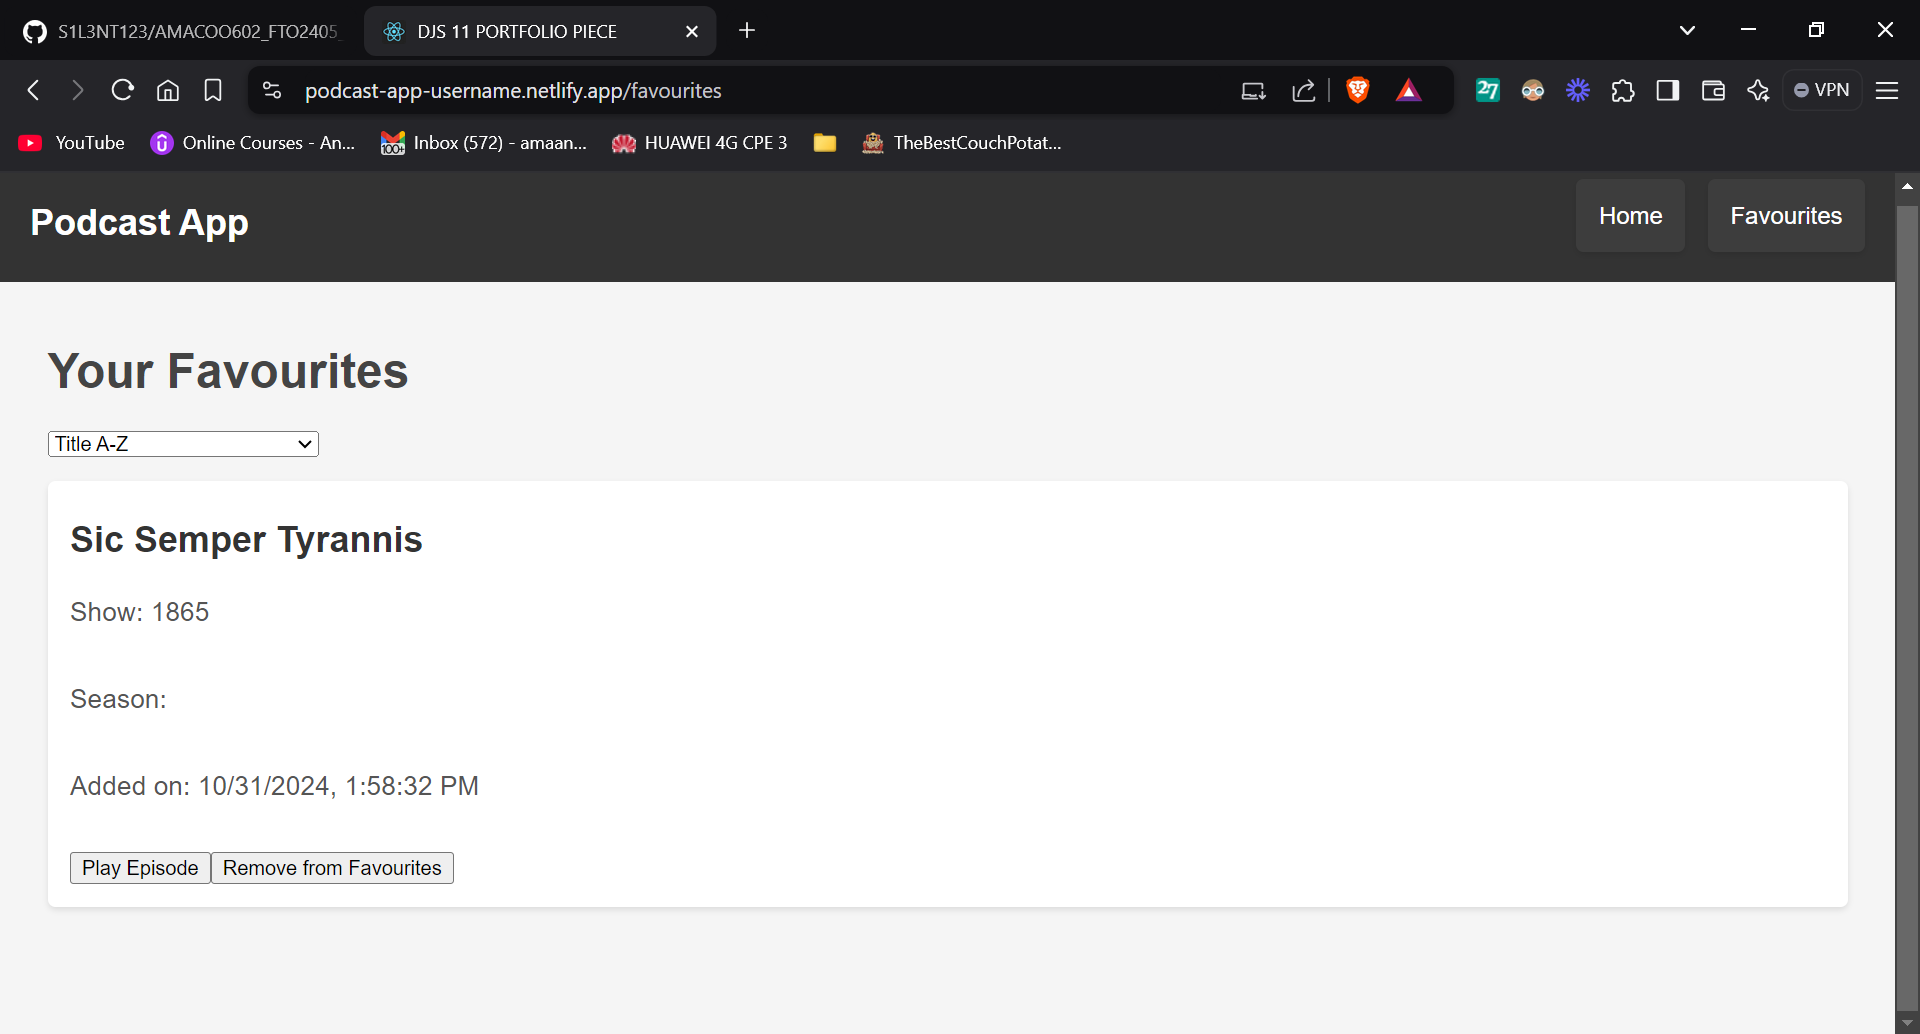 S1L3NT123/AMACOO602_FTO2405_
DJS 11 PORTFOLIO PIECE
podcast-app-username.netlify.app/favourites
27
VPN
YouTube
Online Courses - An...
100+
Inbox (572) - amaan...
HUAWEI 4G CPE 3
TheBestCouchPotat...
Podcast App
Home
Favourites
Your Favourites
Title A-Z
Sic Semper Tyrannis
Show: 1865
Season:
Added on: 10/31/2024, 1:58:32 PM
Play Episode
Remove from Favourites